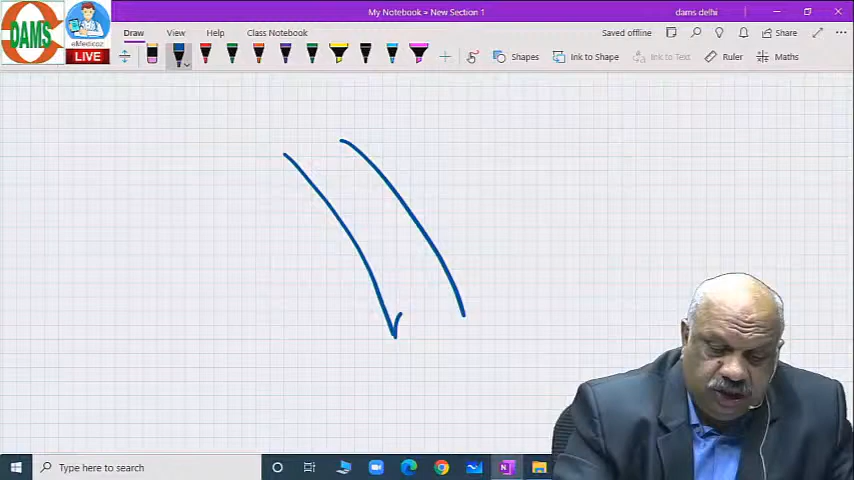 DAMS
eMedicoz
LIVE
My Notebook » New Section 1
dams delhi
Draw
View
Help
Class Notebook
Saved offline
Share
Shapes
Ink to Shape
Ink to Text
Ruler
Maths
Type here to search